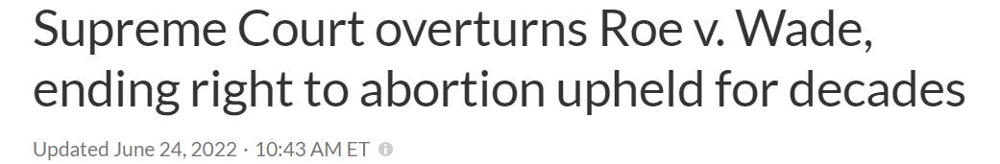 Supreme Court overturns Roe v. Wade,
ending right to abortion upheld for decades
Updated June 24, 2022 · 10:43 AM ET